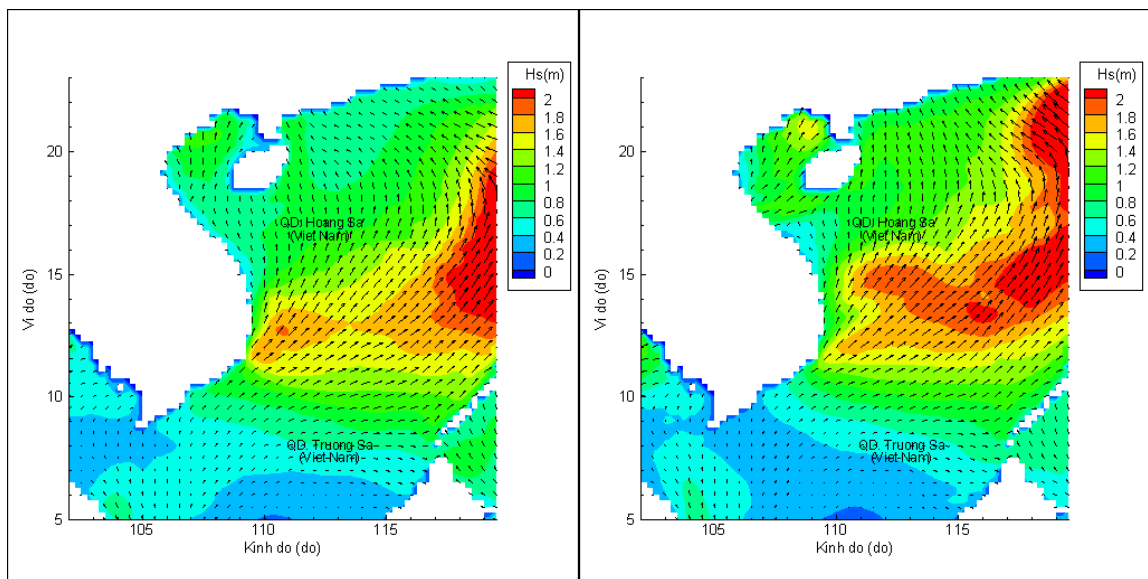 Hs(m)
2
1.8
1.6
1.4
1.2
1
0.8
0.6
0.4
0.2
0
20
15
10
5
Vi do (do)
QD. Hoang Sa
(Viet Nam)
QD. Truong Sa
(Viet-Nam)
105
110
115
Kinh do (do)
Hs(m)
2
1.8
1.6
1.4
1.2
1
0.8
0.6
0.4
0.2
0
20
15
10
5
Vi do (do)
QD. Hoang Sa
(Viet Nam)
QD. Truong Sa
(Viet-Nam)
105
110
115
Kinh do (do)